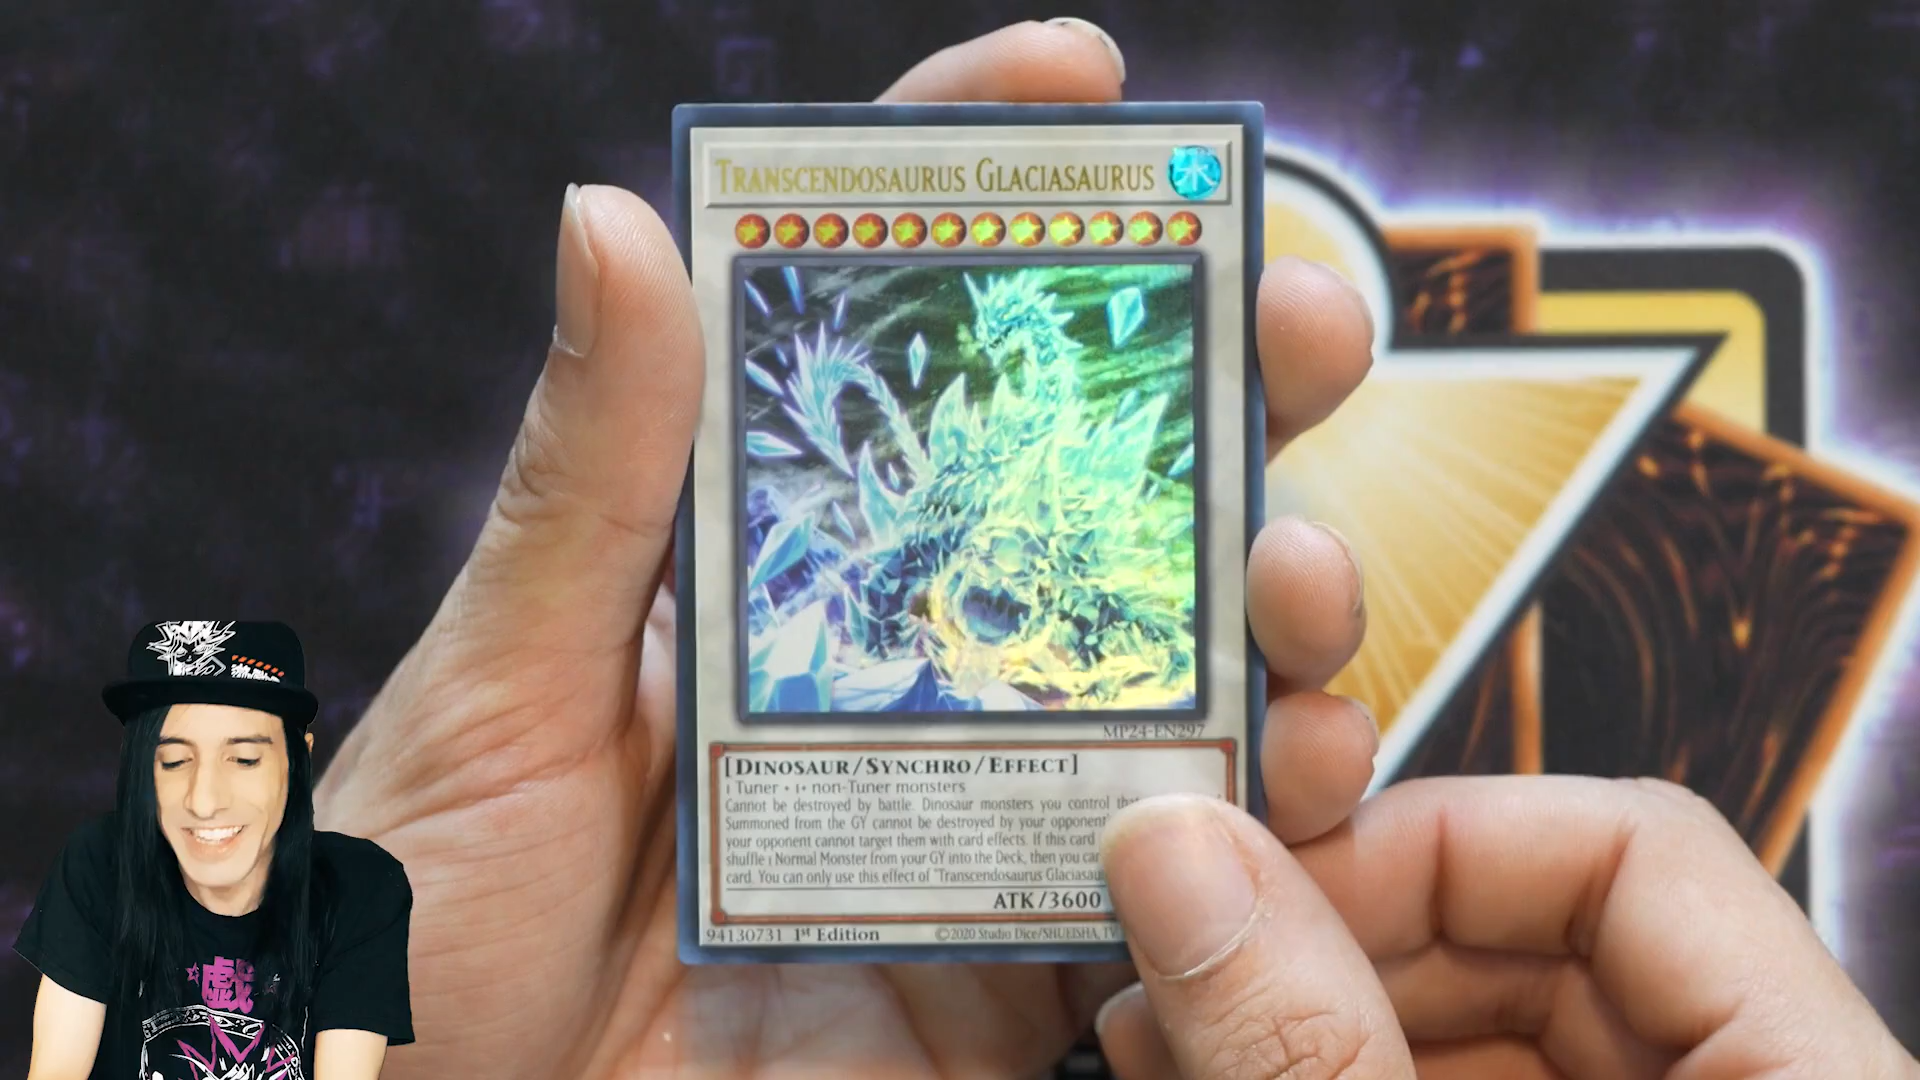 TRANSCENDOSAURUS GLACIASAURUS
水
MP24-EN297
[DINOSAUR/SYNCHRO/EFFECT]
1 Tuner + 1+ non-Tuner monsters
Cannot be destroyed by battle. Dinosaur monsters you control
Summoned from the GY cannot be destroyed by your opponent
your opponent cannot target them with card effects. If this card
shuffle 1 Normal Monster from your GY into the Deck, then you can
card. You can only use this effect of "Transcendosaurus
ATK/3600
94130731 1st Edition ©2020 Studio Dice/SHUEISHA, TV
戯